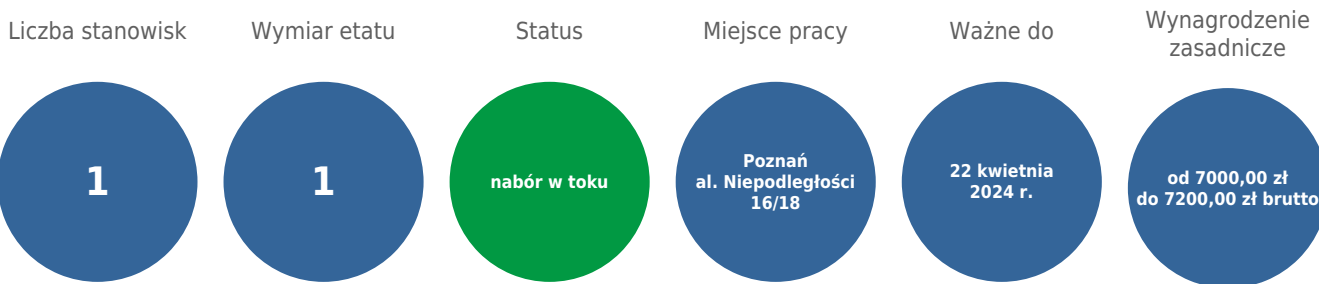 Liczba stanowisk
1
Wymiar etatu
1
Status
nabór w toku
Miejsce pracy
Poznań
al. Niepodległości
16/18
Ważne do
22 kwietnia
2024 r.
Wynagrodzenie
zasadnicze
od 7000,00 zł
do 7200,00 zł brutto